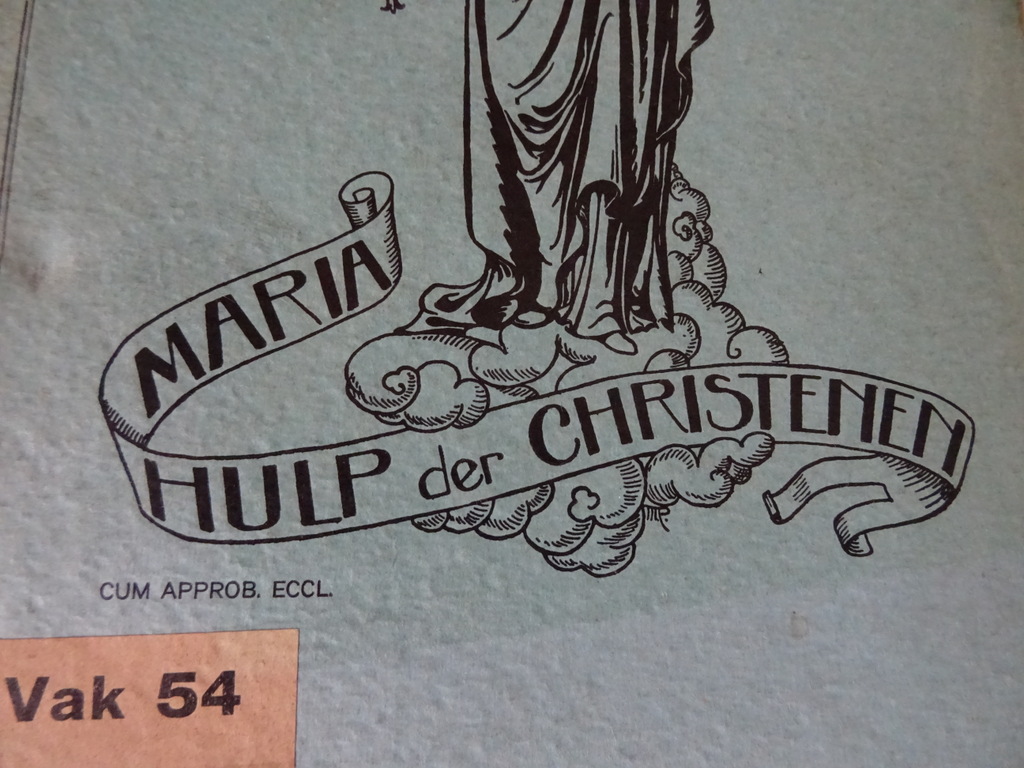 MARIA
HULP der CHRISTENEN
CUM APPROB. ECCL.
Vak 54